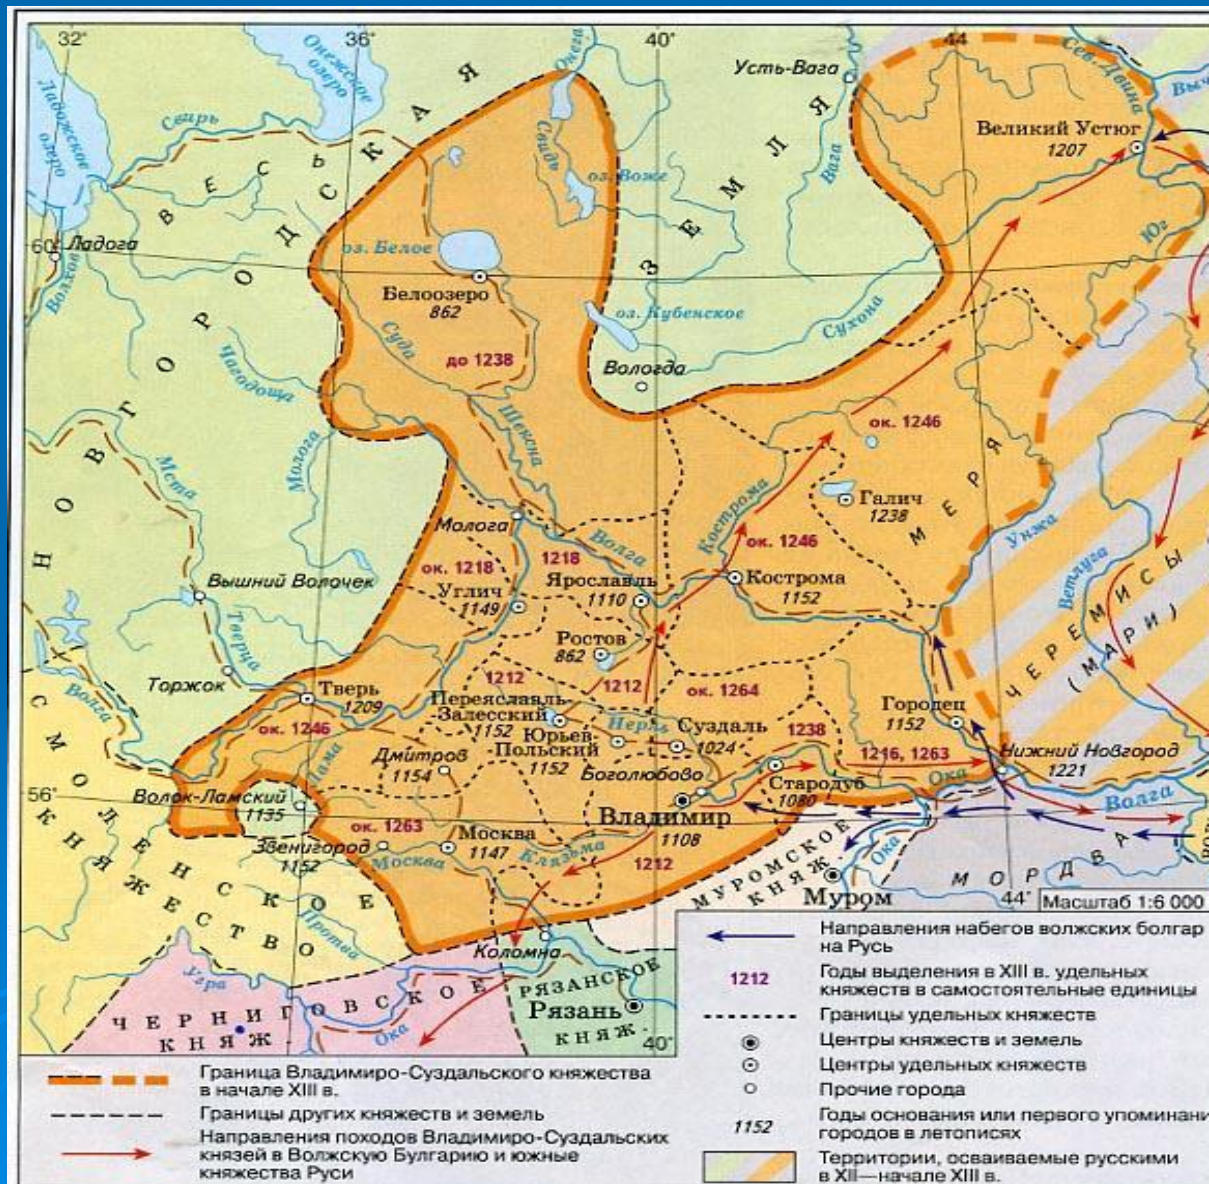 32°
36°
40°
44
Онежское
озеро
Онега
Усть-Вага
Сев. Двина
Выч
Ладожское
озеро
Свирь
ВЕСЬ
Свидь
Вага
Великий Устюг
1207
НОВГОРОДСКАЯ
ЗЕМЛЯ
оз. Воже
60
Ладога
Волхов
оз. Белое
Юг
Белоозеро
862
оз. Кубенское
Сухона
Суда
Чагодоща
до 1238
Вологда
Шексна
ок. 1246
Молога
Мста
МЕРЯ
Галич
1238
Кострома
Молога
Волга
Унжа
ок. 1246
Ветлуга
ок. 1218
1218
Вышний Волочек
Ярославль
1110
Кострома
1152
Углич
1149
ЧЕРЕМИСЫ
(МАРИ)
Тверца
Ростов
862
Торжок
Волга
Тверь
1209
1212
1212
ок. 1264
Переяславль-
Залесский
1152
Нерль
Суздаль
1024
Городец
1152
ок. 1246
Юрьев-
Польский
1152
1238
1216, 1263
Лама
Дмитров
1154
Боголюбово
Нижний Новгород
1221
Ока
Стародуб
1080
56°
Волок-Ламский
1135
Владимир
1108
Волга
ок. 1263
Москва
1147
Звенигород
1152
Москва
Клязьма
1212
МУРОМСКОЕ
КНЯЖ.
Ока
МОРДВА
СМОЛЕНСКОЕ
КНЯЖЕСТВО
Муром
44°
Масштаб 1:6 000
Протва
Коломна
Угра
РЯЗАНСКОЕ
КНЯЖ.
Рязань
ЧЕРНИГОВСКОЕ
КНЯЖ.
Ока
40°
Направления набегов волжских болгар
на Русь
1212
Годы выделения в XIII в. удельных
княжеств в самостоятельные единицы
Границы удельных княжеств
Центры княжеств и земель
Центры удельных княжеств
Прочие города
1152
Годы основания или первого упоминани
городов в летописях
Территории, осваиваемые русскими
в XII—начале XIII в.
Граница Владимиро-Суздальского княжества
в начале XIII в.
Границы других княжеств и земель
Направления походов Владимиро-Суздальских
князей в Волжскую Булгарию и южные
княжества Руси